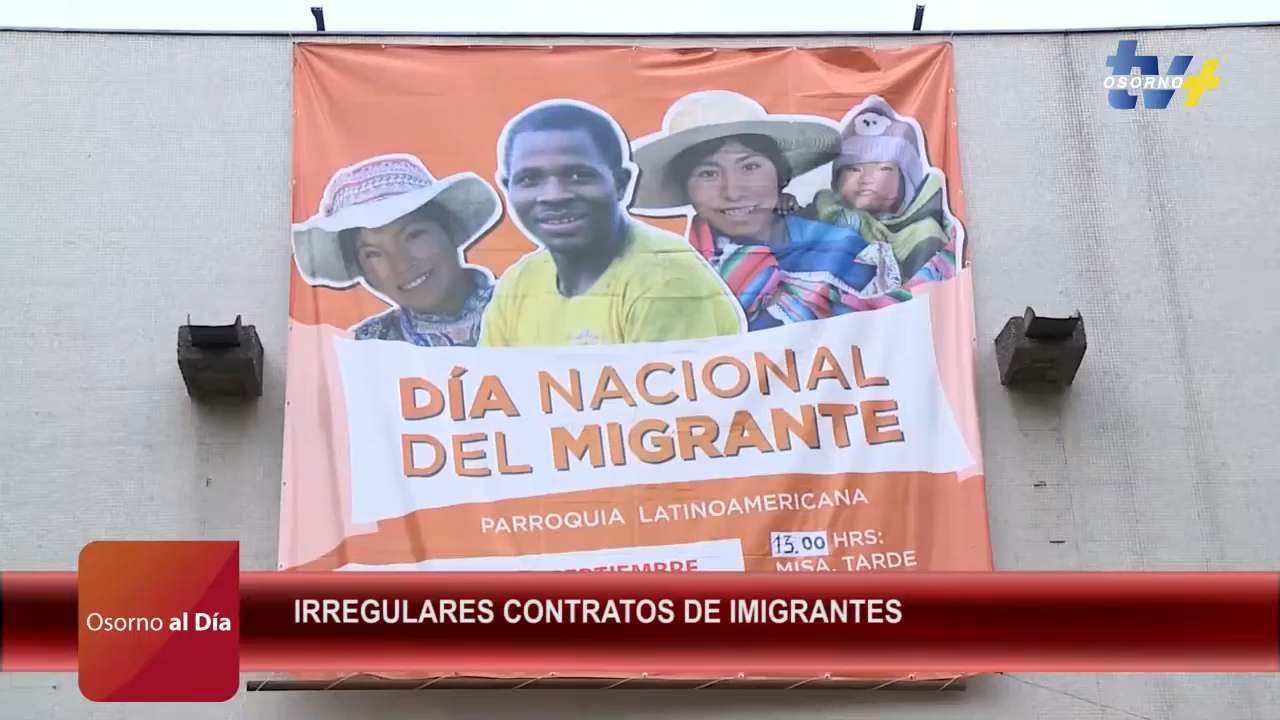 tv+
OSORNO
DÍA NACIONAL
DEL MIGRANTE
PARROQUIA LATINOAMERICANA
13.00 HRS:
MISA, TARDE
SEPTIEMBRE
IRREGULARES CONTRATOS DE IMIGRANTES
Osorno al Día